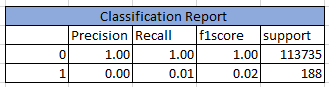 Classification Report
Precision Recall f1score support
0 1.00 1.00 1.00 113735
1 0.00 0.01 0.02 188